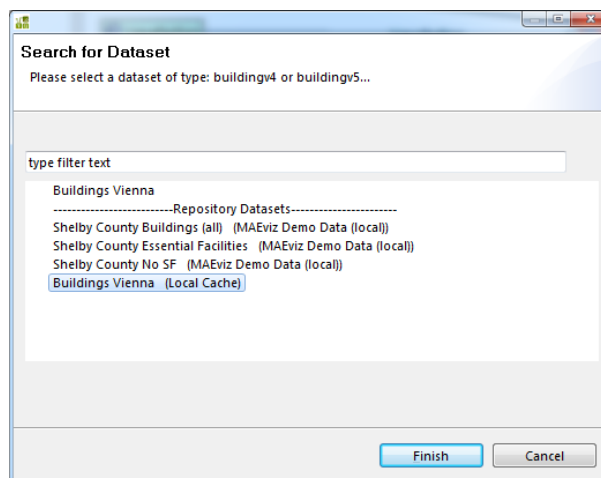 Search for Dataset
Please select a dataset of type: buildingv4 or buildingv5...
type filter text
Buildings Vienna
--------------------------Repository Datasets-----------------------
Shelby County Buildings (all) (MAEviz Demo Data (local))
Shelby County Essential Facilities (MAEviz Demo Data (local))
Shelby County No SF (MAEviz Demo Data (local))
Buildings Vienna (Local Cache)
Finish
Cancel